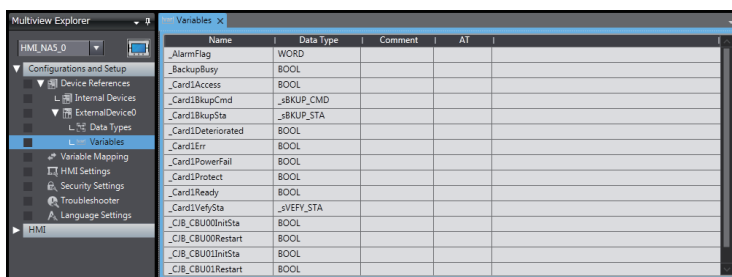 Multiview Explorer
HMI_NA5_0
Configurations and Setup
Device References
Internal Devices
ExternalDevice0
Data Types
Variables
Variable Mapping
HMI Settings
Security Settings
Troubleshooter
Language Settings
HMI
Variables
Name Data Type Comment AT
_AlarmFlag WORD
_BackupBusy BOOL
_Card1Access BOOL
_Card1BkupCmd _sBKUP_CMD
_Card1BkupSta _sBKUP_STA
_Card1Deteriorated BOOL
_Card1Err BOOL
_Card1PowerFail BOOL
_Card1Protect BOOL
_Card1Ready BOOL
_Card1VefySta _sVEFY_STA
_CJB_CBU00InitSta BOOL
_CJB_CBU00Restart BOOL
_CJB_CBU01InitSta BOOL
_CJB_CBU01Restart BOOL